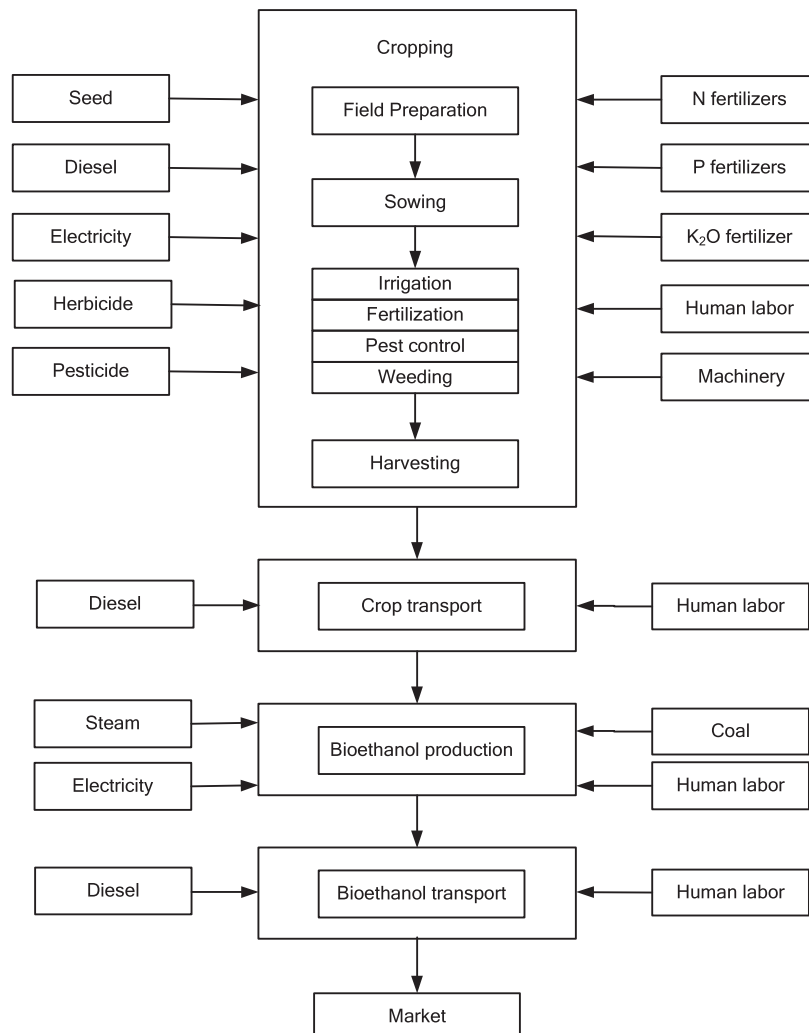 Cropping
Seed
Field Preparation
N fertilizers
Diesel
P fertilizers
Sowing
Electricity
K₂O fertilizer
Irrigation
Herbicide
Fertilization
Human labor
Pest control
Pesticide
Weeding
Machinery
Harvesting
Diesel
Crop transport
Human labor
Steam
Coal
Bioethanol production
Electricity
Human labor
Diesel
Bioethanol transport
Human labor
Market